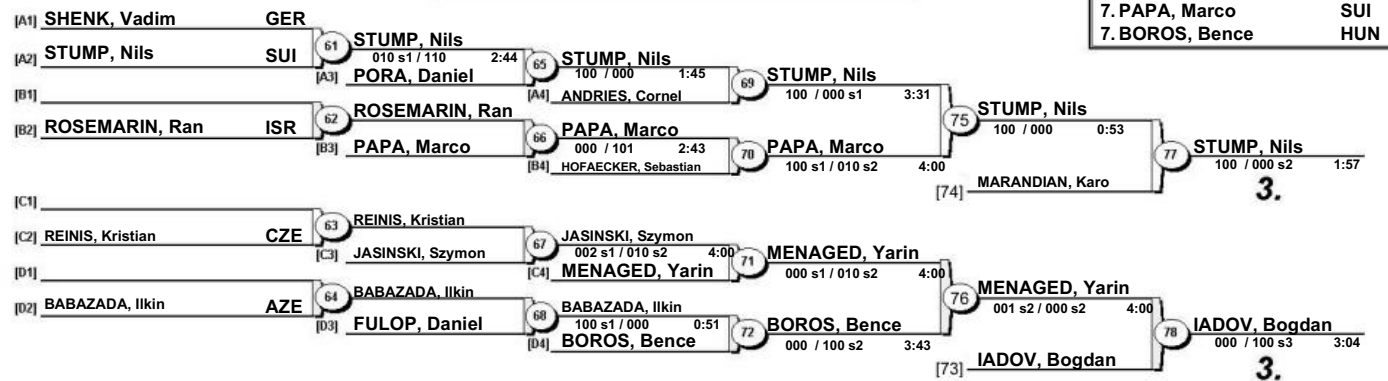 7. PAPA, Marco SUI
7. BOROS, Bence HUN
[A1] SHENK, Vadim GER
61 STUMP, Nils
010 s1 / 110 2:44
[A2] STUMP, Nils SUI
[A3] PORA, Daniel
65 STUMP, Nils
100 / 000 1:45
[A4] ANDRIES, Cornel
69 STUMP, Nils
100 / 000 s1 3:31
[B1]
62 ROSEMARIN, Ran
[B2] ROSEMARIN, Ran ISR
[B3] PAPA, Marco
66 PAPA, Marco
000 / 101 2:43
[B4] HOFAECKER, Sebastian
70 PAPA, Marco
100 s1 / 010 s2 4:00
75 STUMP, Nils
100 / 000 0:53
[74] MARANDIAN, Karo
77 STUMP, Nils
100 / 000 s2 1:57
3.
[C1]
63 REINIS, Kristian
[C2] REINIS, Kristian CZE
[C3] JASINSKI, Szymon
67 JASINSKI, Szymon
002 s1 / 010 s2 4:00
[C4] MENAGED, Yarin
71 MENAGED, Yarin
000 s1 / 010 s2 4:00
[D1]
64 BABAZADA, Ilkin
[D2] BABAZADA, Ilkin AZE
[D3] FULOP, Daniel
68 BABAZADA, Ilkin
100 s1 / 000 0:51
[D4] BOROS, Bence
72 BOROS, Bence
000 / 100 s2 3:43
76 MENAGED, Yarin
001 s2 / 000 s2 4:00
[73] IADOV, Bogdan
78 IADOV, Bogdan
000 / 100 s3 3:04
3.